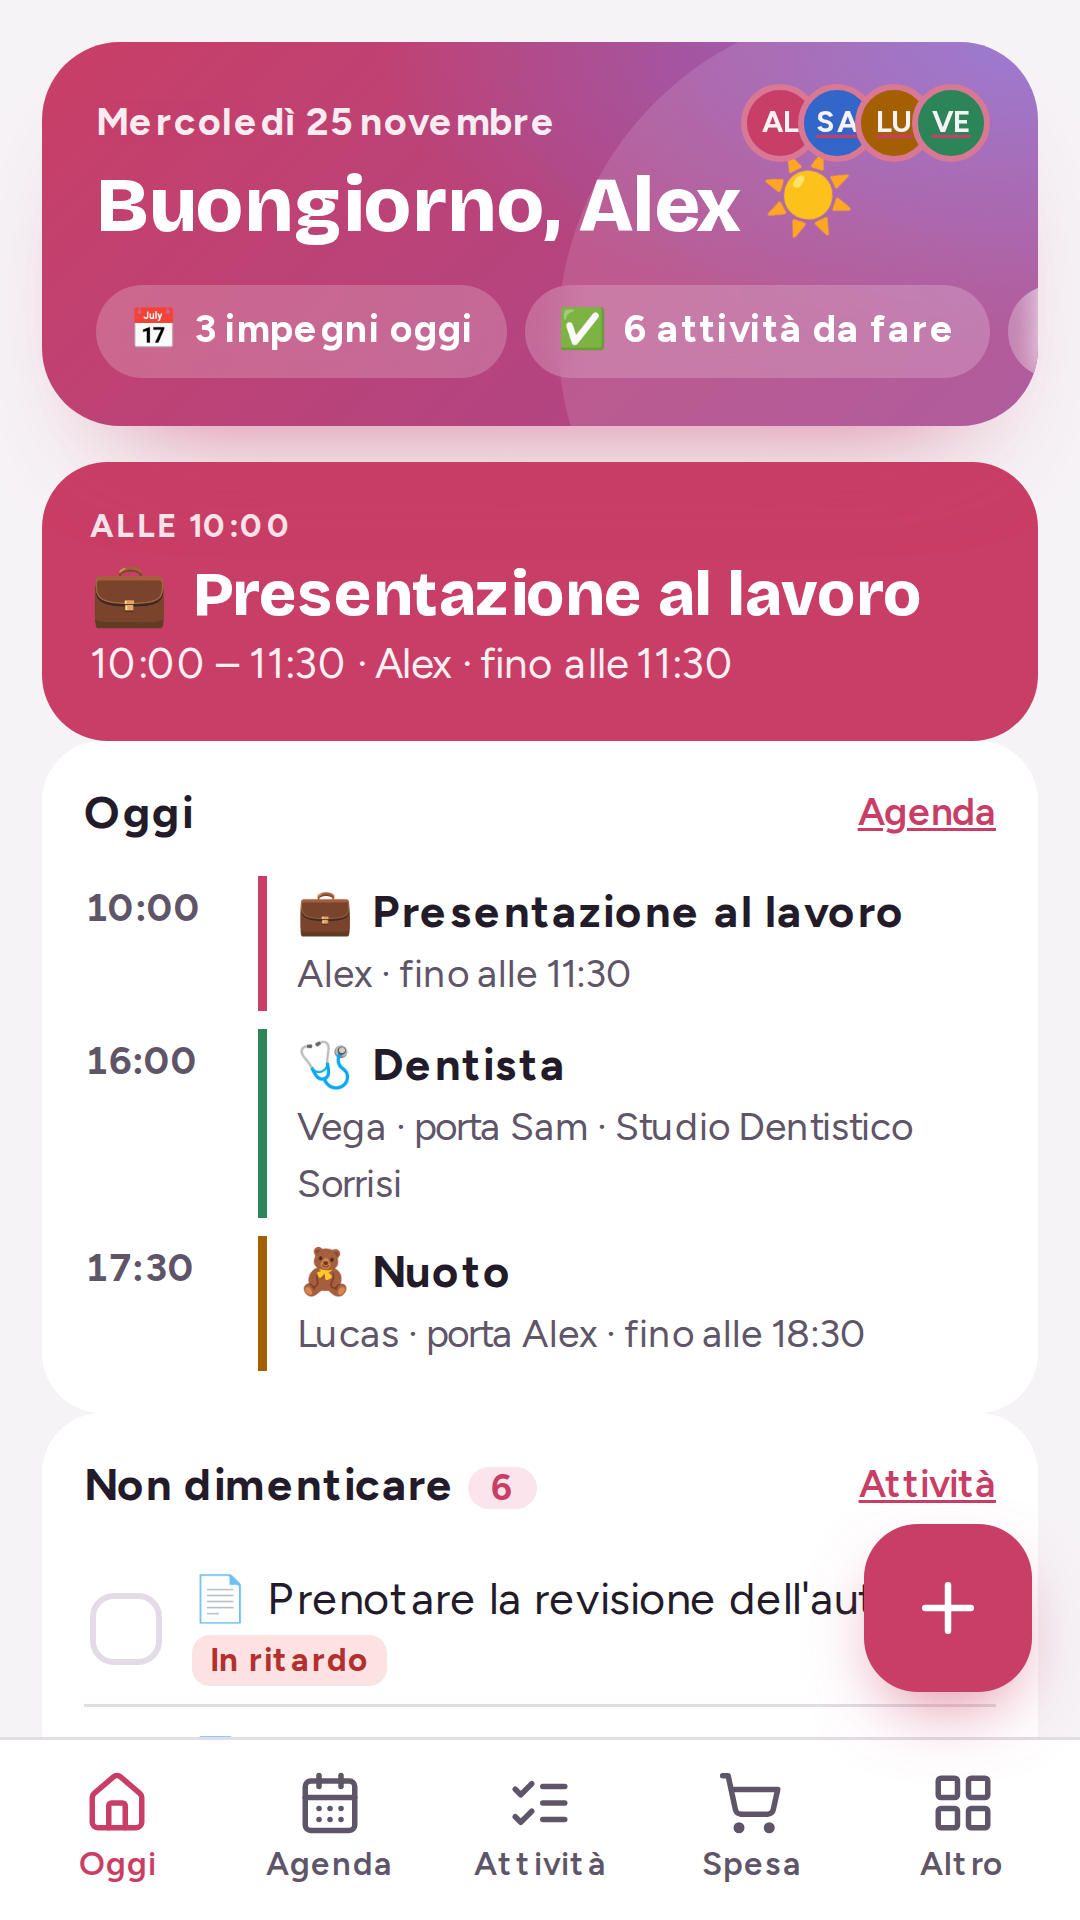 Mercoledì 25 novembre
AL SA LU VE
Buongiorno, Alex ☀️
📅 3 impegni oggi ✅ 6 attività da fare
ALLE 10:00
💼 Presentazione al lavoro
10:00 – 11:30 · Alex · fino alle 11:30
Oggi Agenda
10:00 💼 Presentazione al lavoro
Alex · fino alle 11:30
16:00 🩺 Dentista
Vega · porta Sam · Studio Dentistico
Sorrisi
17:30 🧸 Nuoto
Lucas · porta Alex · fino alle 18:30
Non dimenticare 6 Attività
📄 Prenotare la revisione dell'aut
In ritardo
Oggi Agenda Attività Spesa Altro